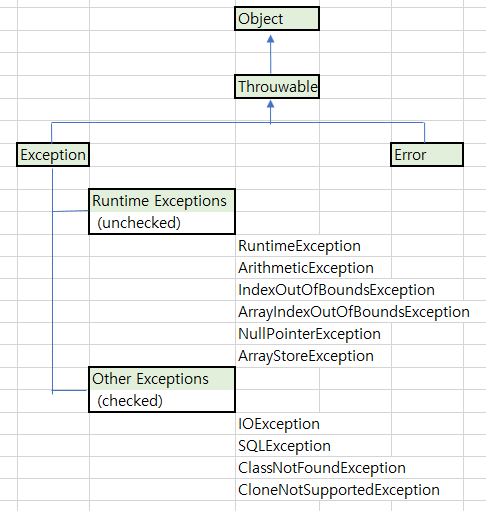 Object
Throuwable
Exception
Error
Runtime Exceptions
(unchecked)
RuntimeException
ArithmeticException
IndexOutOfBoundsException
ArrayIndexOutOfBoundsException
NullPointerException
ArrayStoreException
Other Exceptions
(checked)
IOException
SQLException
ClassNotFoundException
CloneNotSupportedException